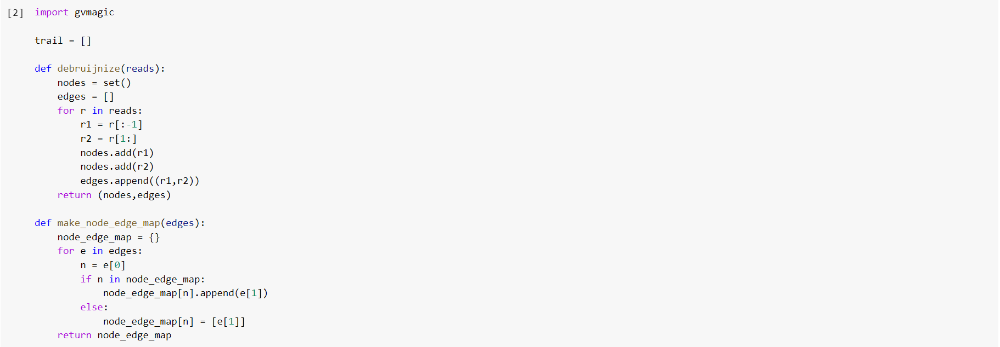 [2] import gvmagic

trail = []

def debruijnize(reads):
    nodes = set()
    edges = []
    for r in reads:
        r1 = r[:-1]
        r2 = r[1:]
        nodes.add(r1)
        nodes.add(r2)
        edges.append((r1,r2))
    return (nodes,edges)

def make_node_edge_map(edges):
    node_edge_map = {}
    for e in edges:
        n = e[0]
        if n in node_edge_map:
            node_edge_map[n].append(e[1])
        else:
            node_edge_map[n] = [e[1]]
    return node_edge_map